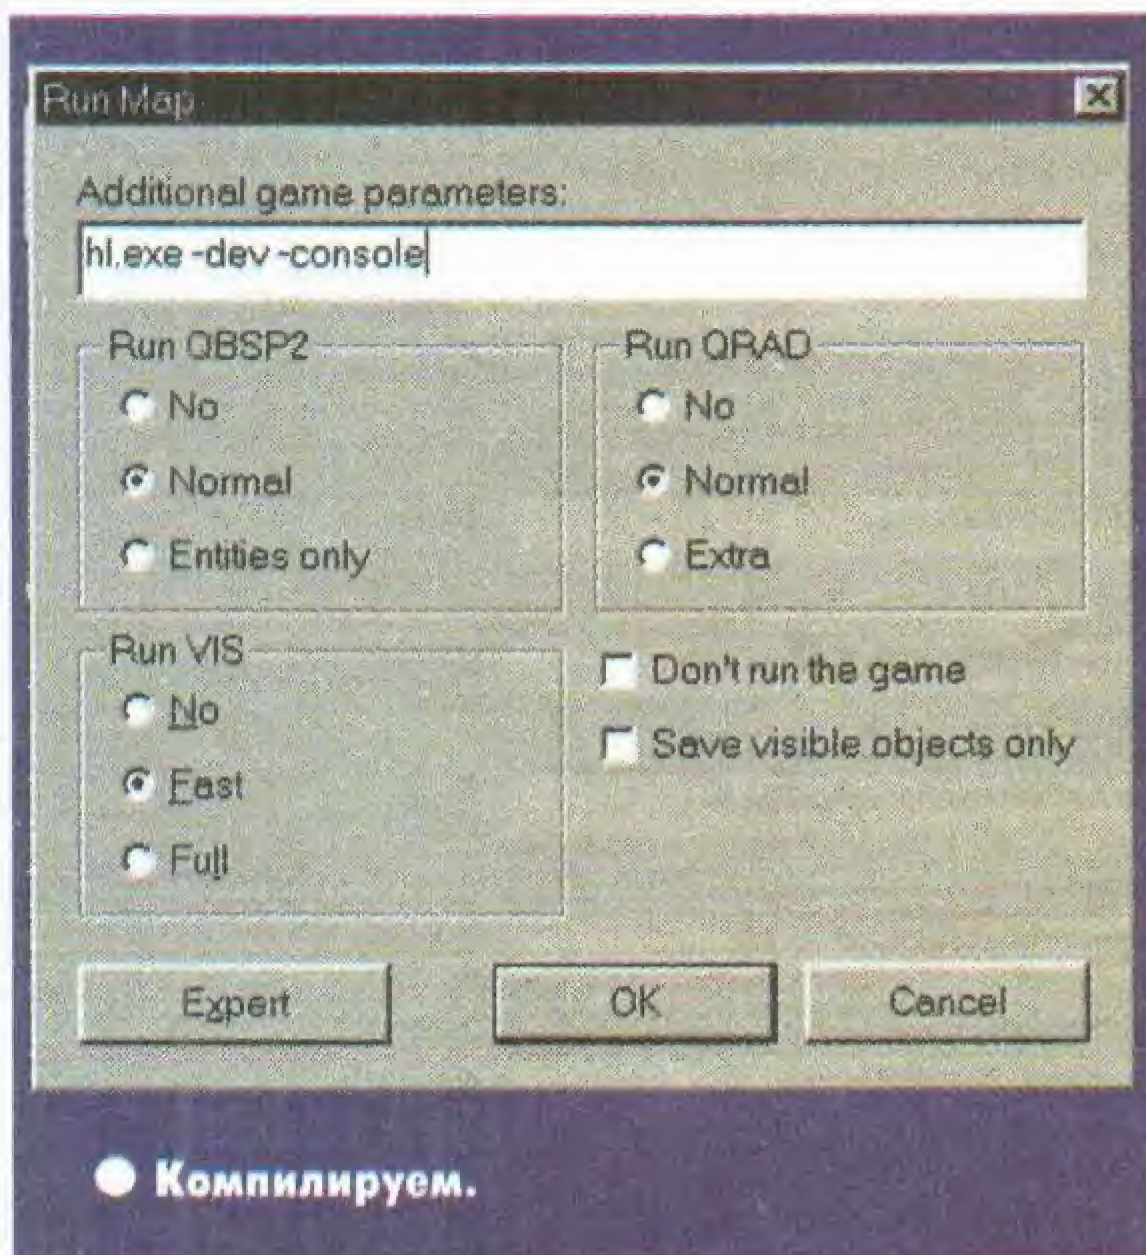 Run Map
Additional game parameters:
hl.exe -dev -console
Run QBSP2
No
Normal
Entities only
Run QRAD
No
Normal
Extra
Run VIS
No
Fast
Full
Don't run the game
Save visible objects only
Expert
OK
Cancel
Компилируем.